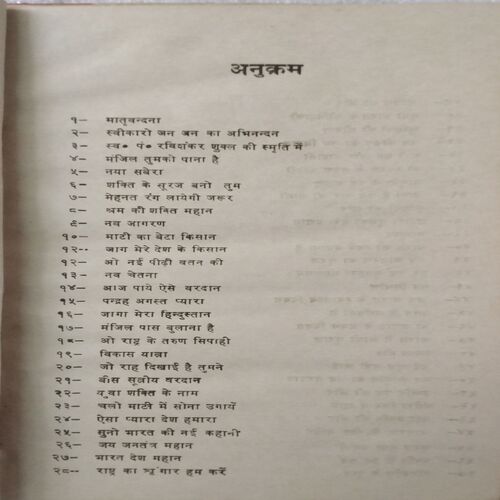 अनुक्रम
१— मातृवन्दना
२— स्वीकारो जन जन का अभिनन्दन
३— स्व० पं० रविशंकर शुक्ल की स्मृति में
४— मंजिल तुमको पाना है
५— नया सबेरा
६— शक्ति के सूरज बनो तुम
७— मेहनत रंग लायेगी जरूर
८— श्रम की शक्ति महान
९— नव आगरण
१०— माटी का बेटा किसान
१२-- जाग मेरे देश के किसान
१२— ओ नई पीढ़ी वतन की
१३— नव चेतना
१४— आज पाये ऐसे वरदान
१५— पन्द्रह अगस्त प्यारा
१६— जागा मेरा हिन्दुस्तान
१७— मंजिल पास बुलाना है
१८— ओ राष्ट्र के तरुण सिपाही
१९— विकास यात्रा
२०— जो राह दिखाई है तुमने
२१— बीस सूत्रीय वरदान
२२— युवा शक्ति के नाम
२३— चलो माटी में सोना उगायें
२४— ऐसा प्यारा देश हमारा
२५— सुनो भारत की नई कहानी
२६— जय जनतंत्र महान
२७— भारत देश महान
२८— राष्ट्र का श्रृंगार हम करें